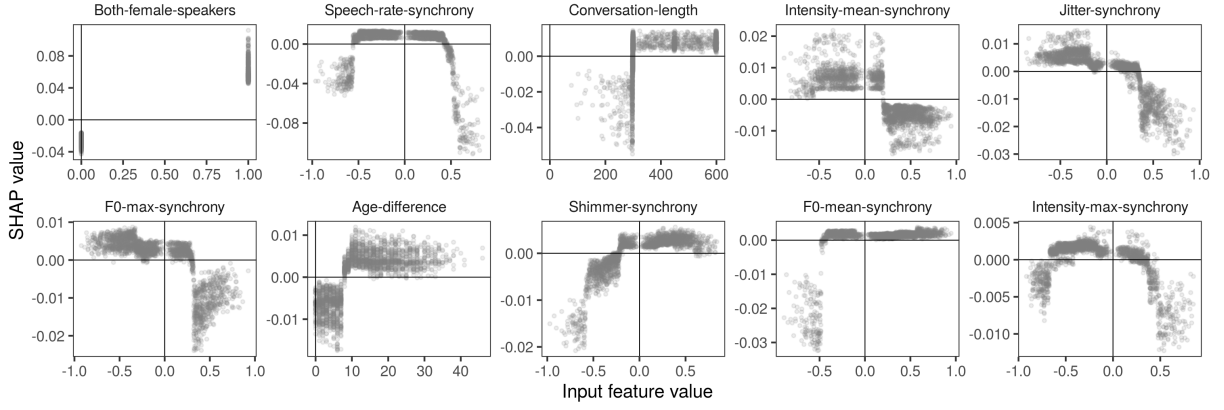 Both-female-speakers
Speech-rate-synchrony
Conversation-length
Intensity-mean-synchrony
Jitter-synchrony
0.08
0.04
0.00
-0.04
0.00
-0.04
-0.08
0.00
-0.02
-0.04
0.02
0.01
0.00
-0.01
0.01
0.00
-0.01
-0.02
-0.03
0.00 0.25 0.50 0.75 1.00
-1.0 -0.5 0.0 0.5
0 200 400 600
-0.5 0.0 0.5 1.0
-0.5 0.0 0.5 1.0
SHAP value
F0-max-synchrony
Age-difference
Shimmer-synchrony
F0-mean-synchrony
Intensity-max-synchrony
0.01
0.00
-0.01
-0.02
0.01
0.00
-0.01
0.00
-0.01
-0.02
0.00
-0.01
-0.02
-0.03
0.005
0.000
-0.005
-0.010
-1.0 -0.5 0.0 0.5 1.0
0 10 20 30 40
-1.0 -0.5 0.0 0.5
-1.0 -0.5 0.0 0.5 1.0
-1.0 -0.5 0.0 0.5
Input feature value